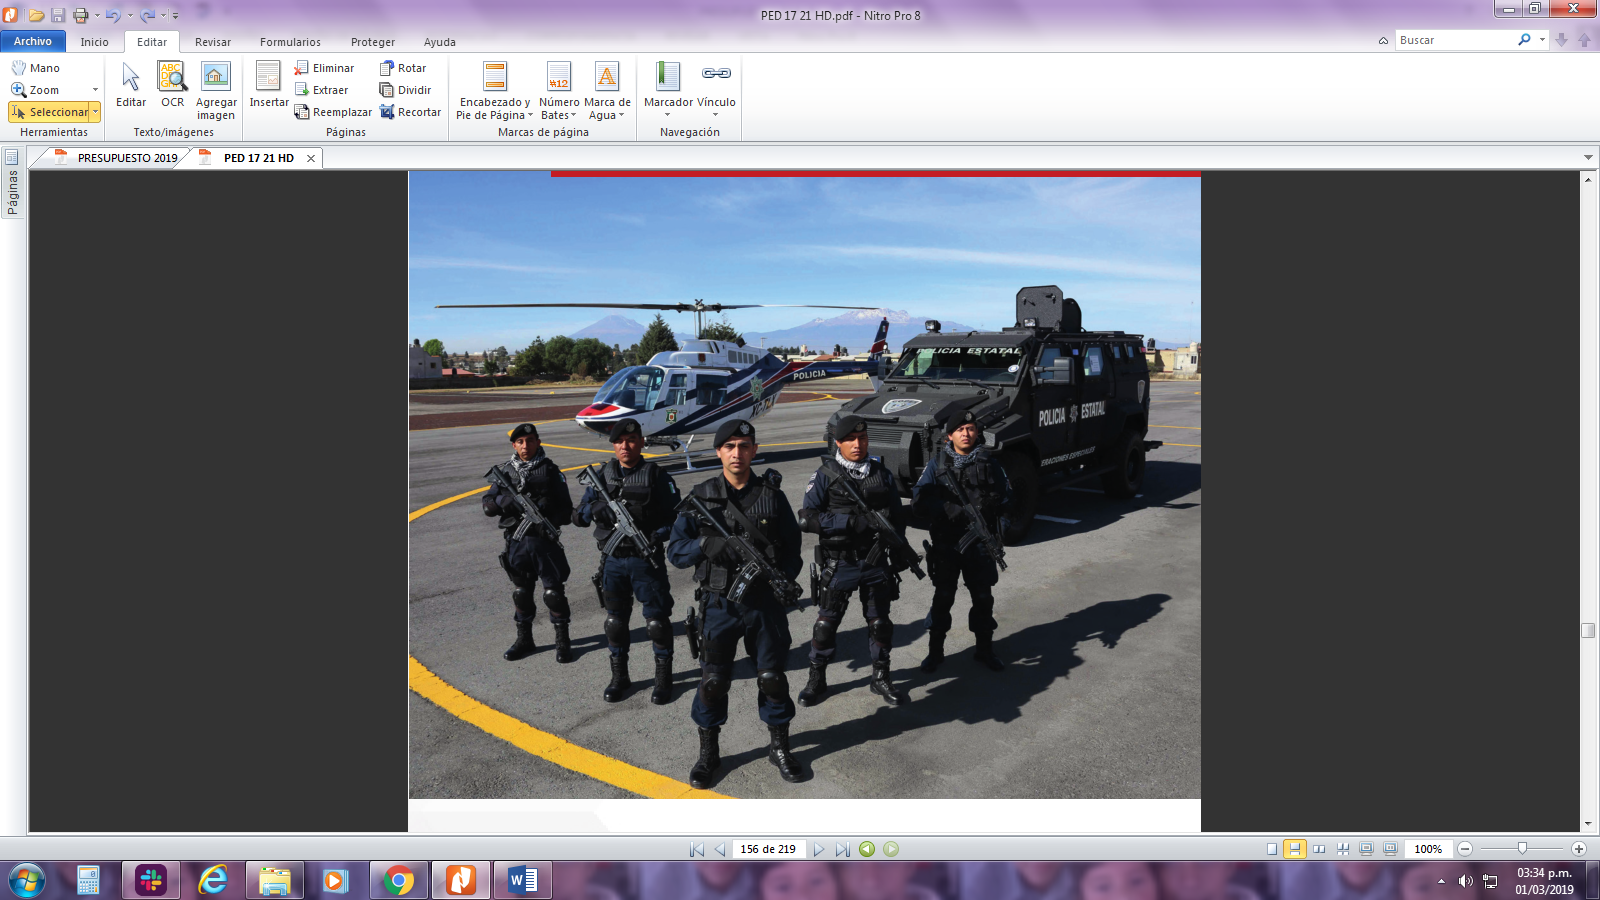 PED 17 21 HD.pdf - Nitro Pro 8
Archivo Inicio Editar Revisar Formularios Proteger Ayuda
Buscar
Mano
Zoom
Seleccionar
Herramientas
Editar
OCR
Agregar imagen
Texto/imágenes
Insertar
Eliminar
Extraer
Reemplazar
Rotar
Dividir
Recortar
Páginas
Encabezado y Pie de Página
Número Bates
Marca de Agua
Marcas de página
Marcador
Vínculo
Navegación
PRESUPUESTO 2019
PED 17 21 HD
Páginas
POLICIA
POLICIA ESTATAL
POLICIA ESTATAL
156 de 219
100%
03:34 p.m.
01/03/2019